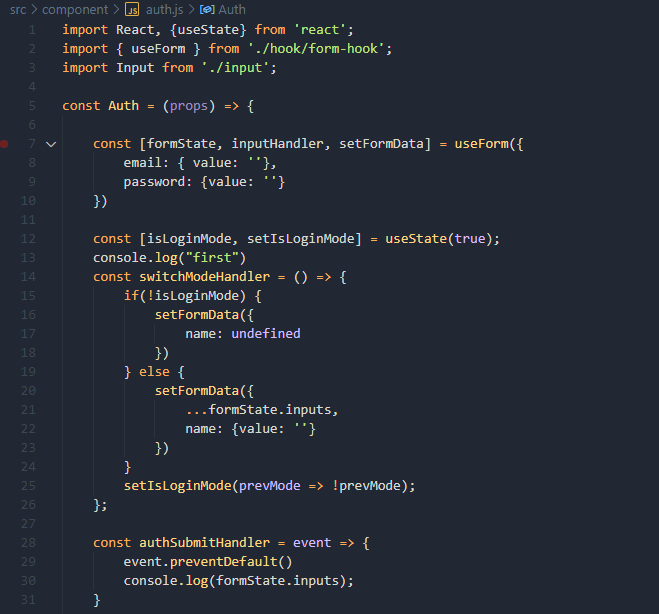 src > component > JS auth.js > Auth
1 import React, {useState} from 'react';
2 import { useForm } from './hook/form-hook';
3 import Input from './input';
4
5 const Auth = (props) => {
6
7 const [formState, inputHandler, setFormData] = useForm({
8 email: { value: ''},
9 password: {value: ''}
10 })
11
12 const [isLoginMode, setIsLoginMode] = useState(true);
13 console.log("first")
14 const switchModeHandler = () => {
15 if(!isLoginMode) {
16 setFormData({
17 name: undefined
18 })
19 } else {
20 setFormData({
21 ...formState.inputs,
22 name: {value: ''}
23 })
24 }
25 setIsLoginMode(prevMode => !prevMode);
26 };
27
28 const authSubmitHandler = event => {
29 event.preventDefault()
30 console.log(formState.inputs);
31 }